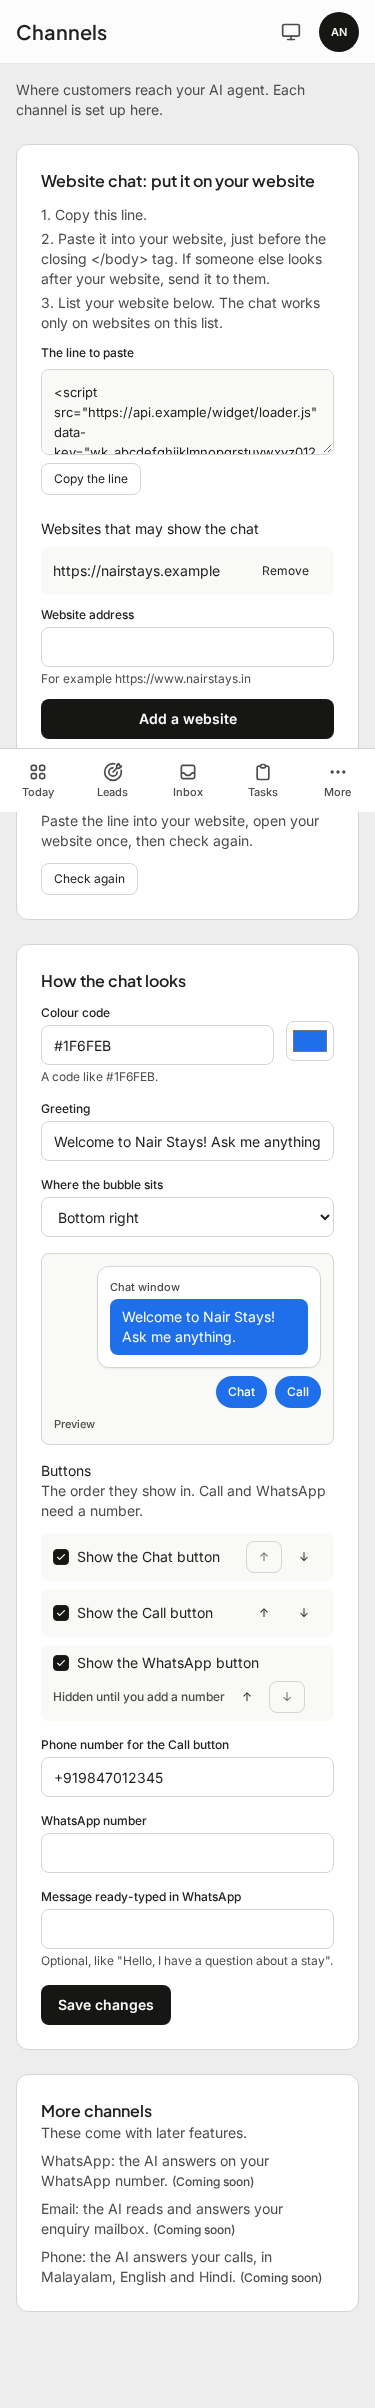 Channels
AN
Where customers reach your AI agent. Each
channel is set up here.
Website chat: put it on your website
1. Copy this line.
2. Paste it into your website, just before the
closing </body> tag. If someone else looks
after your website, send it to them.
3. List your website below. The chat works
only on websites on this list.
The line to paste
<script
src="https://api.example/widget/loader.js"
data-
key="wk_abcdefghijklmnopqrstuvwxyz012
Copy the line
Websites that may show the chat
https://nairstays.example
Remove
Website address
For example https://www.nairstays.in
Add a website
Today
Leads
Inbox
Tasks
More
Paste the line into your website, open your
website once, then check again.
Check again
How the chat looks
Colour code
#1F6FEB
A code like #1F6FEB.
Greeting
Welcome to Nair Stays! Ask me anything
Where the bubble sits
Bottom right
Chat window
Welcome to Nair Stays!
Ask me anything.
Chat
Call
Preview
Buttons
The order they show in. Call and WhatsApp
need a number.
Show the Chat button
↑ ↓
Show the Call button
↑ ↓
Show the WhatsApp button
Hidden until you add a number ↑ ↓
Phone number for the Call button
+919847012345
WhatsApp number
Message ready-typed in WhatsApp
Optional, like "Hello, I have a question about a stay".
Save changes
More channels
These come with later features.
WhatsApp: the AI answers on your
WhatsApp number. (Coming soon)
Email: the AI reads and answers your
enquiry mailbox. (Coming soon)
Phone: the AI answers your calls, in
Malayalam, English and Hindi. (Coming soon)